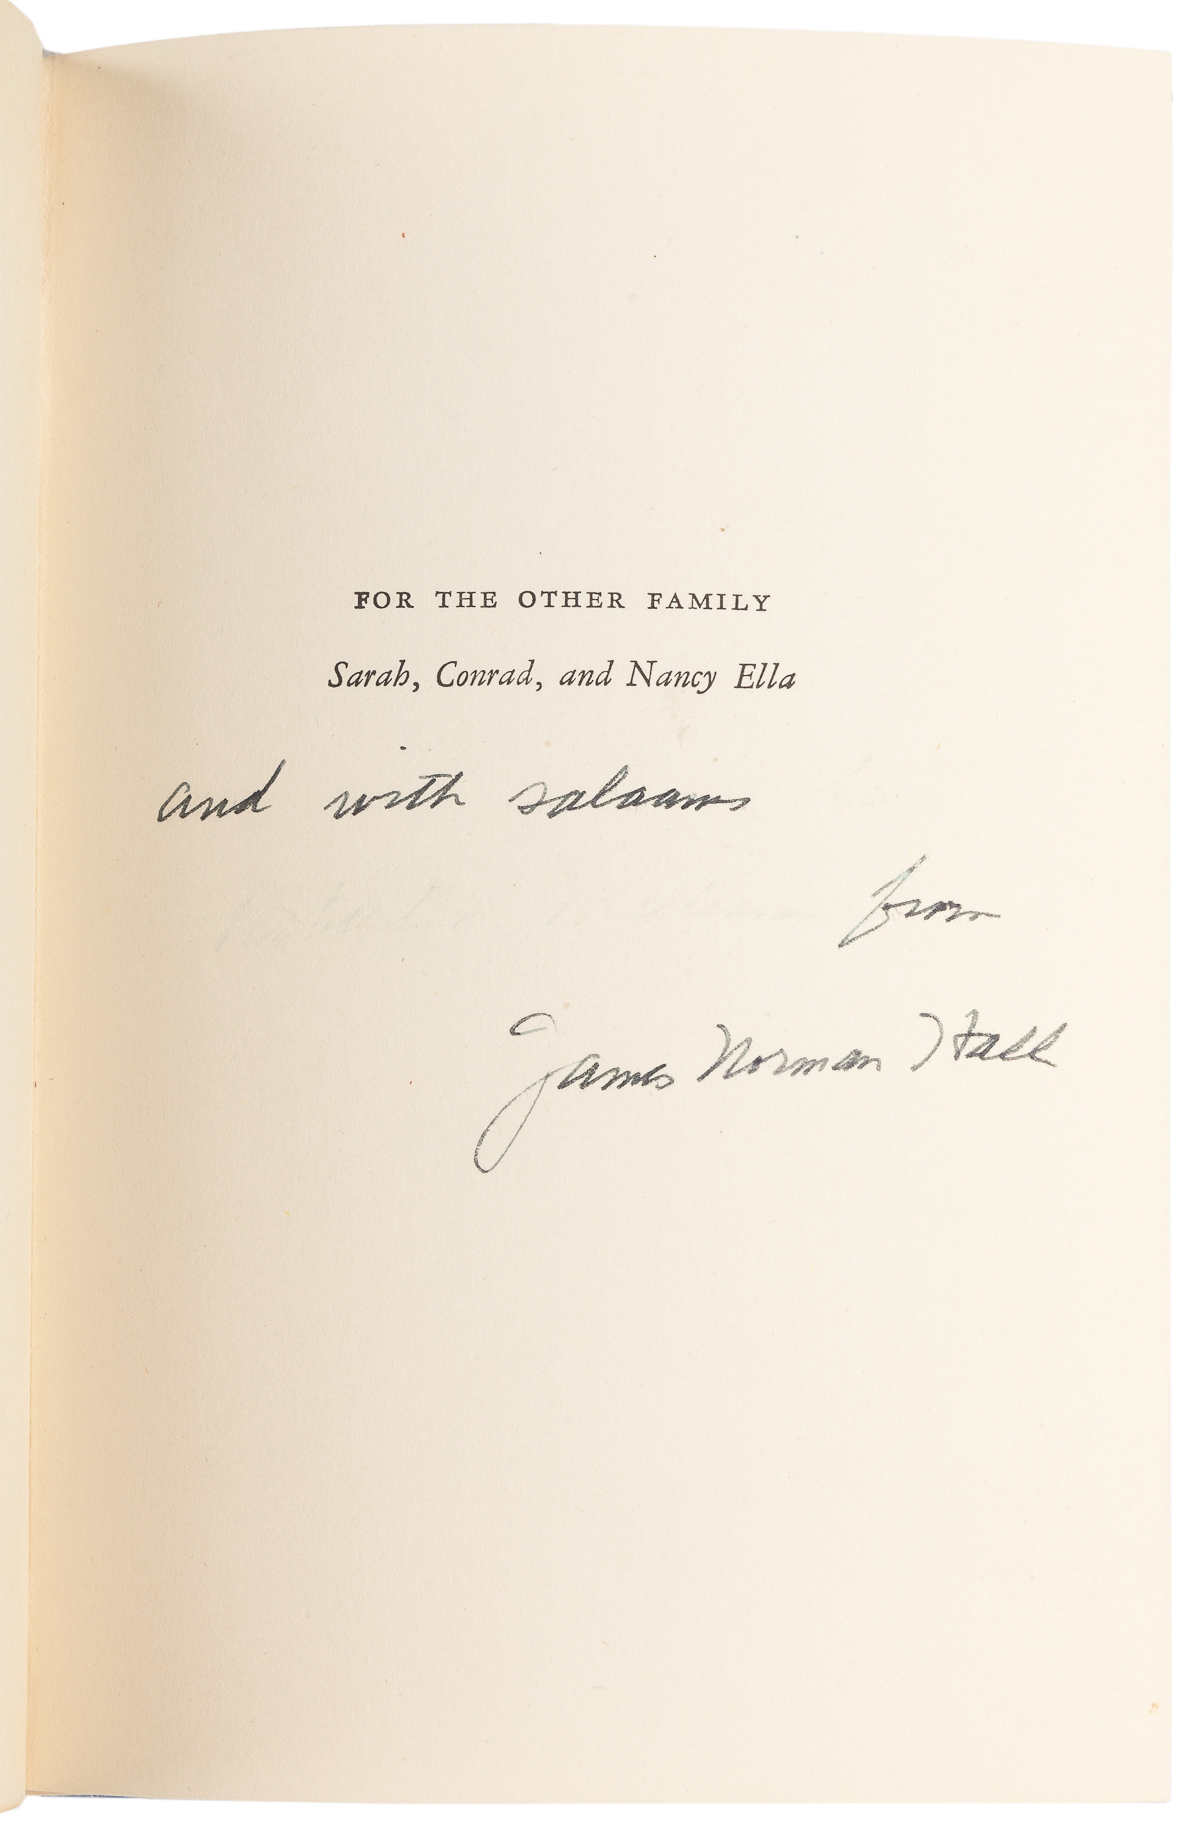 FOR THE OTHER FAMILY
Sarah, Conrad, and Nancy Ella
and with salaams
from
James Norman Hall